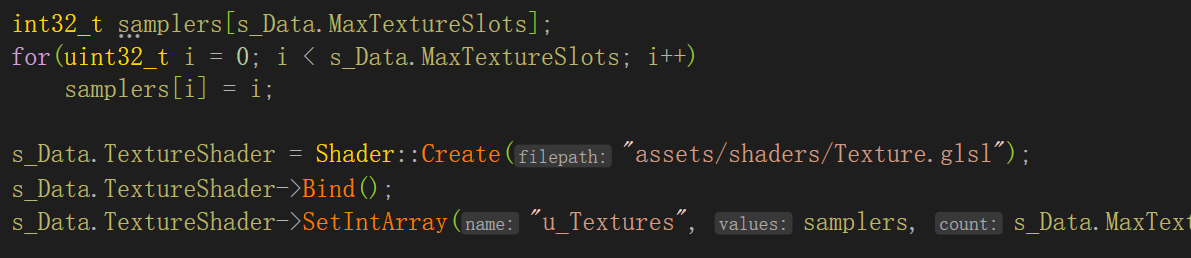 int32_t samplers[s_Data.MaxTextureSlots];
for(uint32_t i = 0; i < s_Data.MaxTextureSlots; i++)
    samplers[i] = i;
s_Data.TextureShader = Shader::Create(filepath: "assets/shaders/Texture.glsl");
s_Data.TextureShader->Bind();
s_Data.TextureShader->SetIntArray(name: "u_Textures", values: samplers, count: s_Data.MaxText